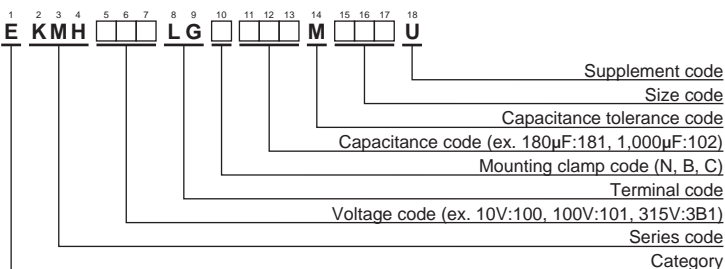 1 2 3 4 5 6 7 8 9 10 11 12 13 14 15 16 17 18
E KMH □□□ LG □ □□□ M □□□ U
Supplement code
Size code
Capacitance tolerance code
Capacitance code (ex. 180µF:181, 1,000µF:102)
Mounting clamp code (N, B, C)
Terminal code
Voltage code (ex. 10V:100, 100V:101, 315V:3B1)
Series code
Category